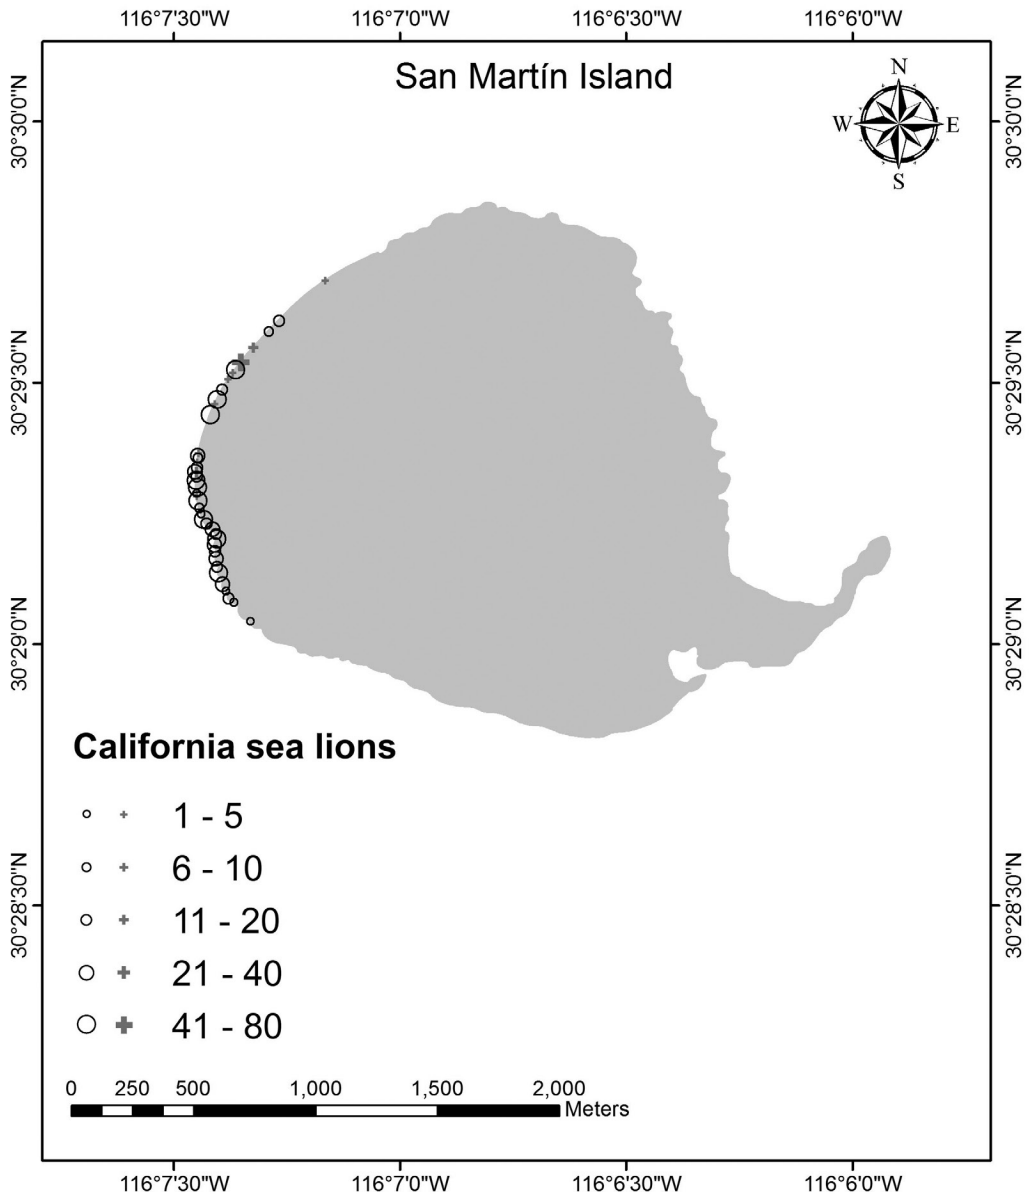 116°7'30"W 116°7'0"W 116°6'30"W 116°6'0"W
San Martín Island
N
W E
S
30°30'0"N 30°30'0"N
30°29'30"N 30°29'30"N
30°29'0"N 30°29'0"N
California sea lions
1 - 5
6 - 10
30°28'30"N 30°28'30"N
11 - 20
21 - 40
41 - 80
0 250 500 1,000 1,500 2,000
Meters
116°7'30"W 116°7'0"W 116°6'30"W 116°6'0"W